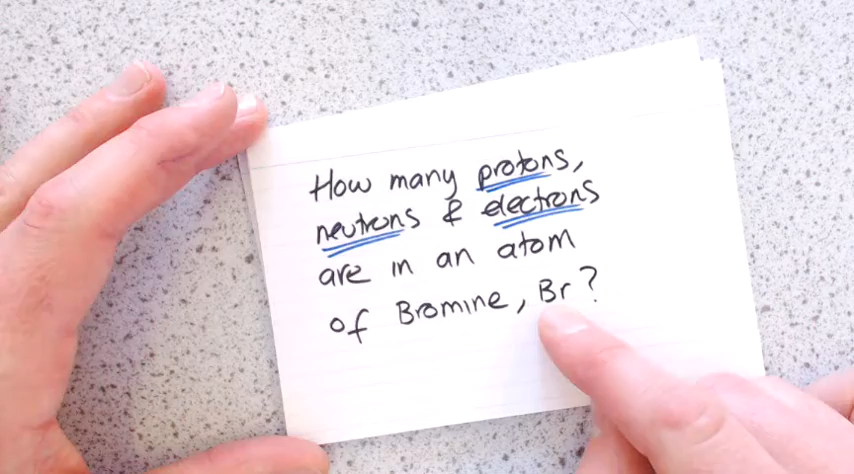 How many protons,
neutrons & electrons
are in an atom
of Bromine, Br?